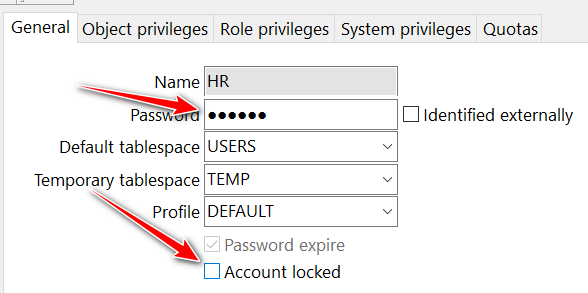 General Object privileges Role privileges System privileges Quotas
Name HR
Password ●●●●●● Identified externally
Default tablespace USERS
Temporary tablespace TEMP
Profile DEFAULT
Password expire
Account locked